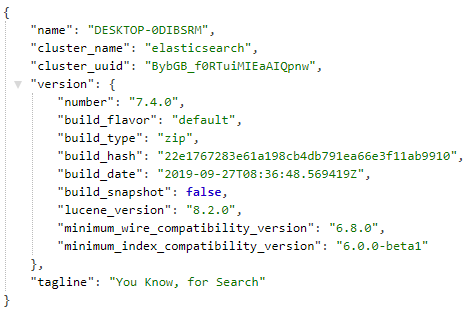 {
"name": "DESKTOP-0DIBSRM",
"cluster_name": "elasticsearch",
"cluster_uuid": "BybGB_f0RTuiMIEaAIQpnw",
"version": {
"number": "7.4.0",
"build_flavor": "default",
"build_type": "zip",
"build_hash": "22e1767283e61a198cb4db791ea66e3f11ab9910",
"build_date": "2019-09-27T08:36:48.569419Z",
"build_snapshot": false,
"lucene_version": "8.2.0",
"minimum_wire_compatibility_version": "6.8.0",
"minimum_index_compatibility_version": "6.0.0-beta1"
},
"tagline": "You Know, for Search"
}